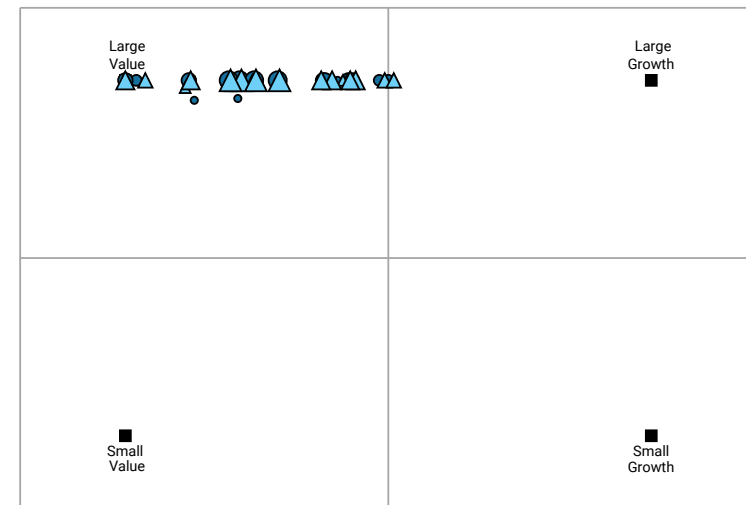 Large
Value
Large
Growth
Small
Value
Small
Growth